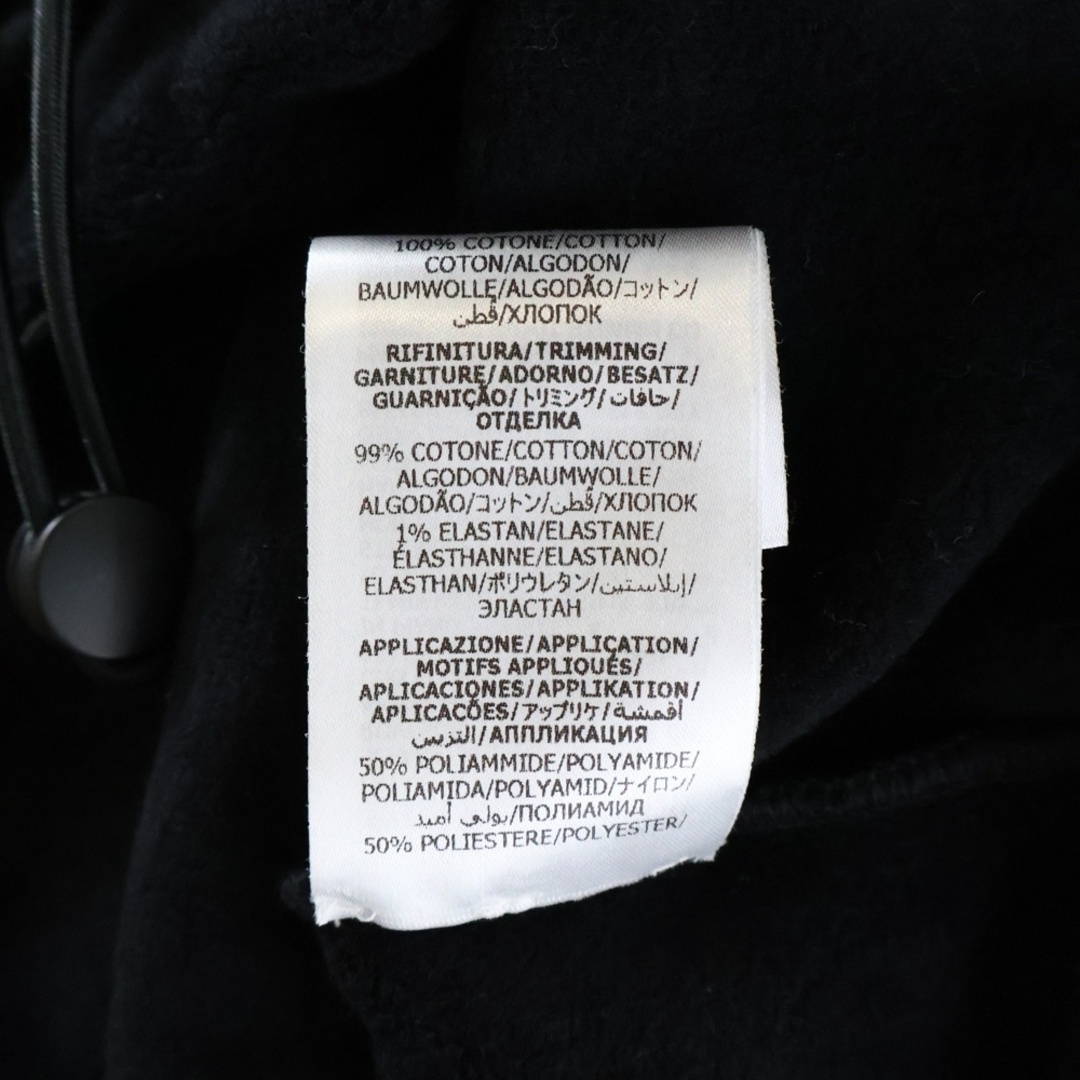 100% COTONE/COTTON/
COTON/ALGODON/
BAUMWOLLE/ALGODÃO/コットン/
قُطن/ХЛОПОК
RIFINITURA/TRIMMING/
GARNITURE/ADORNO/BESATZ/
GUARNIÇÃO/トリミング/حافات/
ОТДЕЛКА
99% COTONE/COTTON/COTON/
ALGODON/BAUMWOLLE/
ALGODÃO/コットン/قُطن/ХЛОПОК
1% ELASTAN/ELASTANE/
ÉLASTHANNE/ELASTANO/
ELASTHAN/ポリウレタン/إيلاستين/
ЭЛАСТАН
APPLICAZIONE/APPLICATION/
MOTIFS APPLIQUÉS/
APLICACIONES/APPLIKATION/
APLICACÕES/アップリケ/أقمشة
التزيين/АППЛИКАЦИЯ
50% POLIAMMIDE/POLYAMIDE/
POLIAMIDA/POLYAMID/ナイロン/
بولي أميد/ПОЛИАМИД
50% POLIESTERE/POLYESTER/